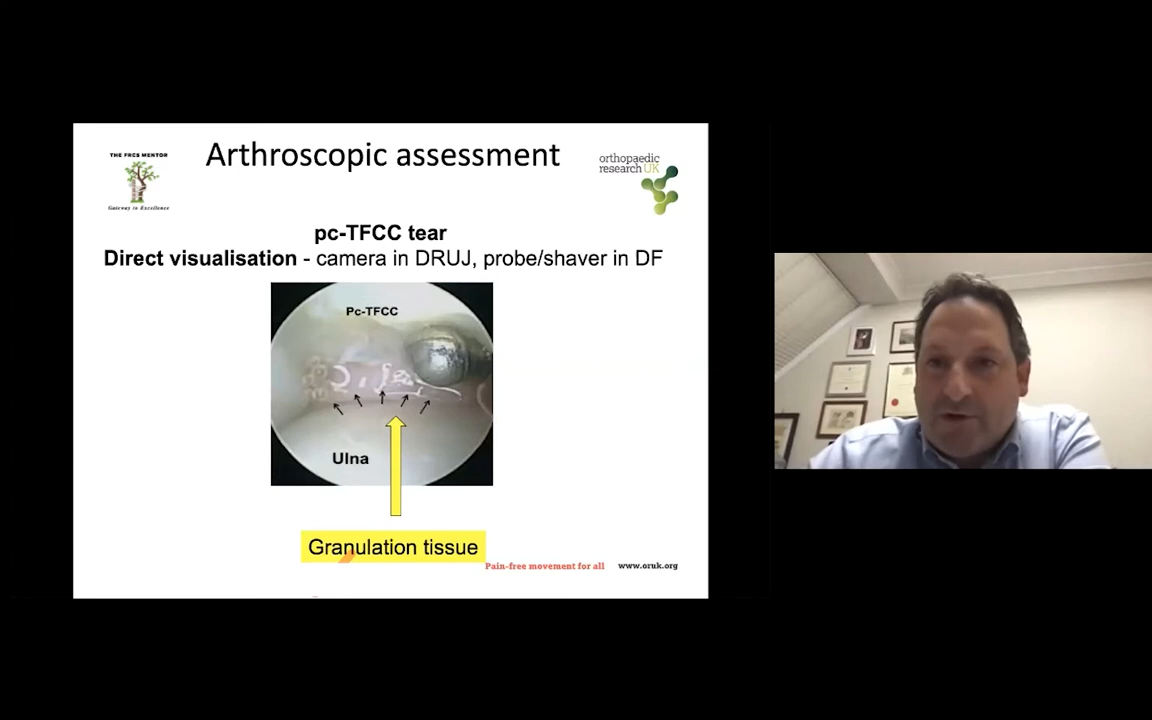 THE FRCS MENTOR
Gateway to Excellence
Arthroscopic assessment
orthopaedic
research UK
pc-TFCC tear
Direct visualisation - camera in DRUJ, probe/shaver in DF
Pc-TFCC
Ulna
Granulation tissue
Pain-free movement for all
www.oruk.org